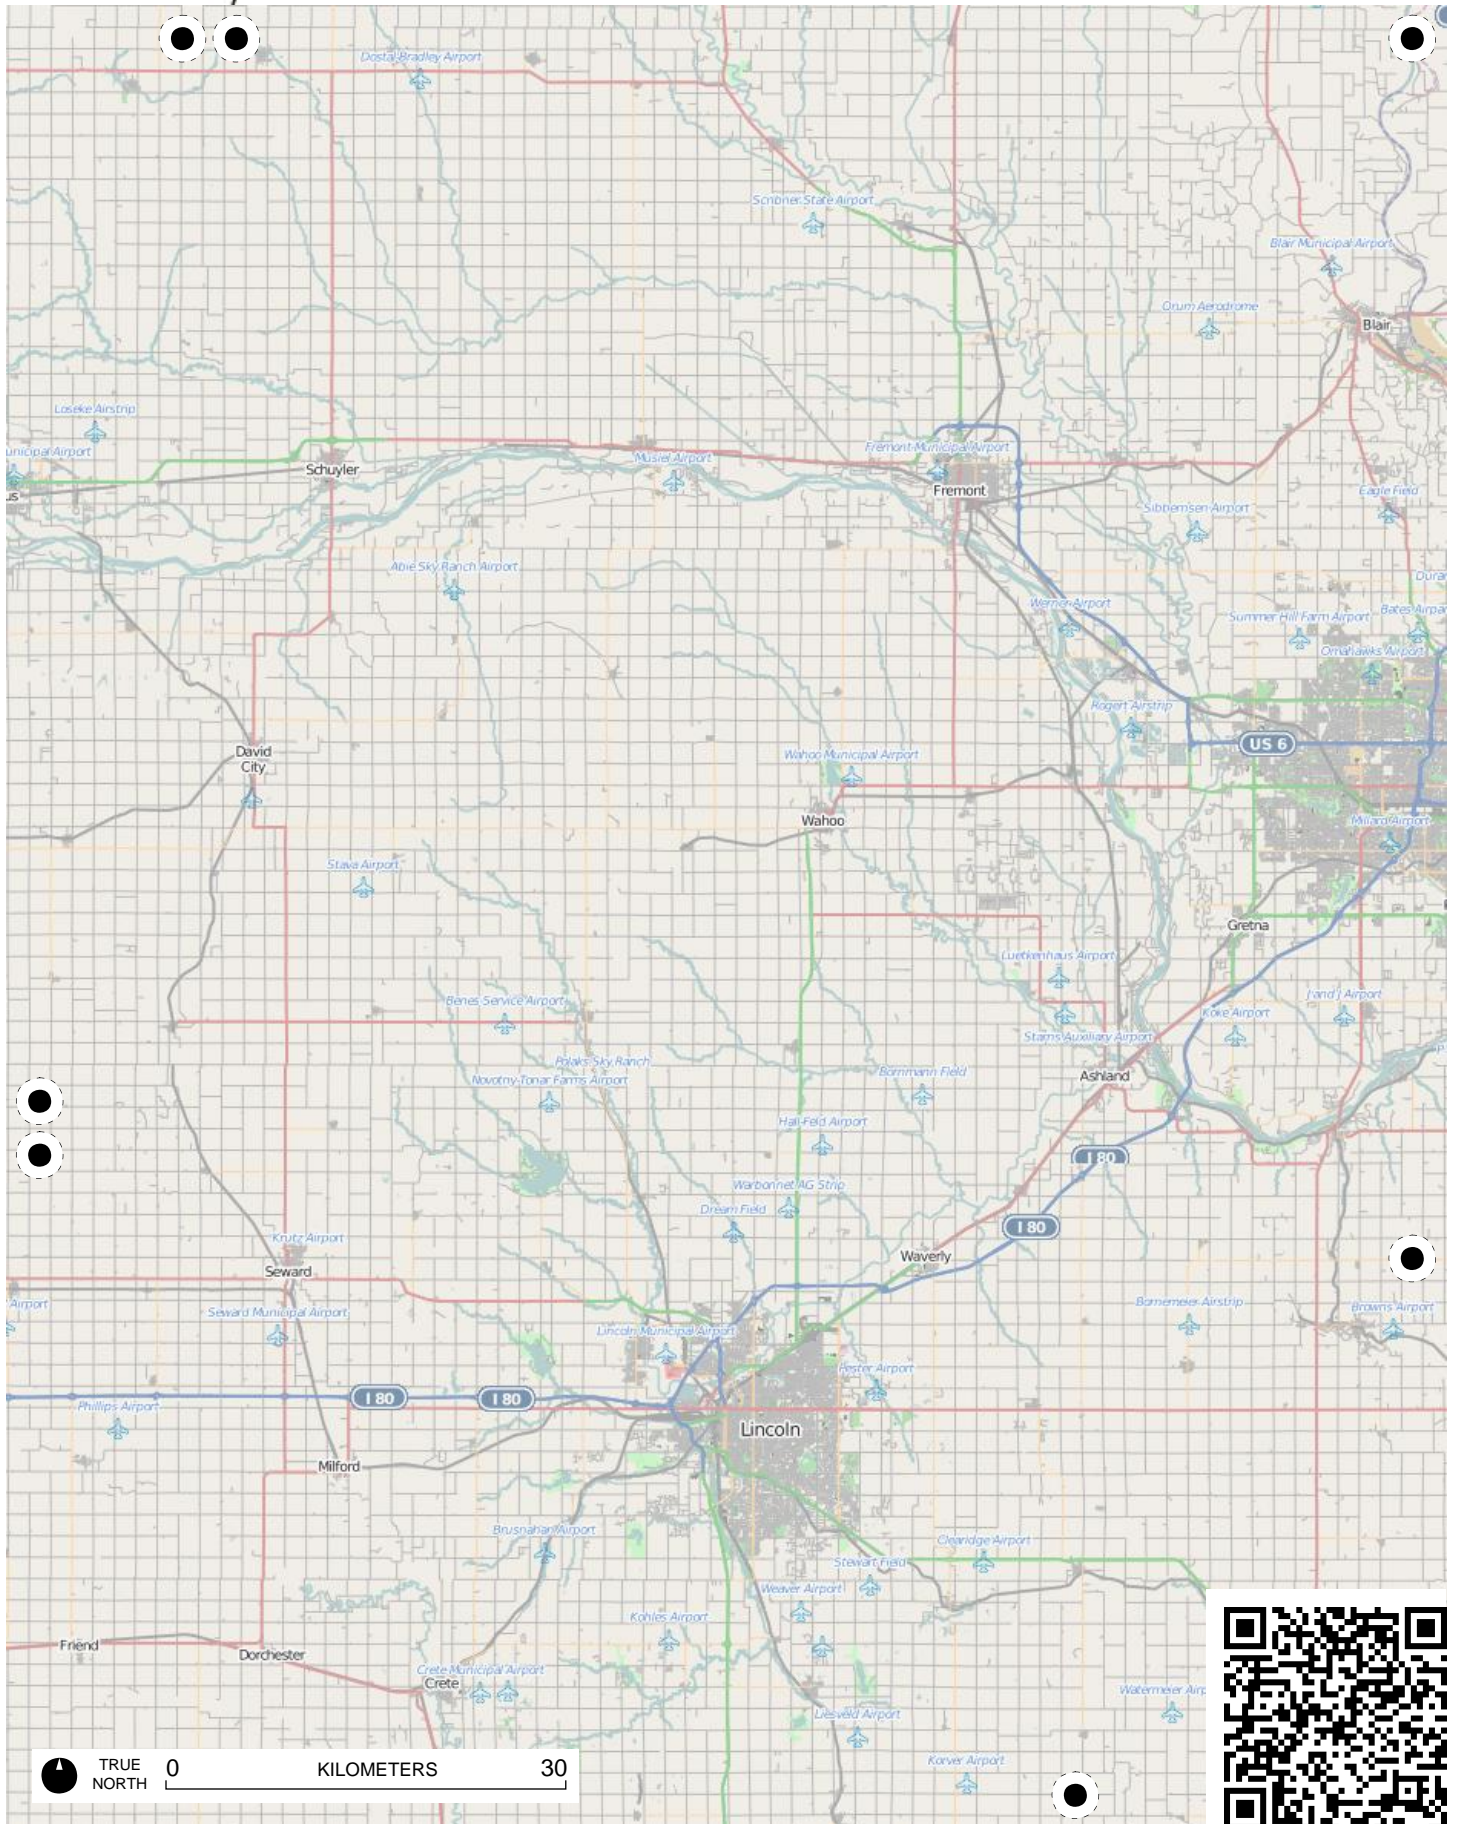 Dostal-Bradley Airport
Scribner State Airport
Blair Municipal Airport
Orum Aerodrome
Blair
Loseke Airstrip
unicipal Airport
us
Schuyler
Musiel Airport
Fremont Municipal Airport
Fremont
Eagle Field
Sibbernsen Airport
Abie Sky Ranch Airport
Werner Airport
Summer Hill Farm Airport
Bates Airpor
Omahawks Airport
Rogert Airstrip
US 6
David
City
Wahoo Municipal Airport
Wahoo
Millard Airport
Stava Airport
Gretna
Luetkenhaus Airport
J and J Airport
Benes Service Airport
Koke Airport
Stams Auxiliary Airport
Polaks Sky Ranch
Novotny-Tonar Farms Airport
Bornmann Field
Ashland
Hall-Feld Airport
I 80
Warbonnet AG Strip
Dream Field
I 80
Krutz Airport
Waverly
Seward
Airport
Seward Municipal Airport
Bornemeier Airstrip
Browns Airport
Lincoln Municipal Airport
Pester Airport
I 80
I 80
Phillips Airport
Lincoln
Milford
Brusnahan Airport
Clearidge Airport
Stewart Field
Weaver Airport
Kohles Airport
Friend
Dorchester
Crete Municipal Airport
Crete
Watermeier Airp
Liesveld Airport
Korver Airport
TRUE
NORTH
0 KILOMETERS 30